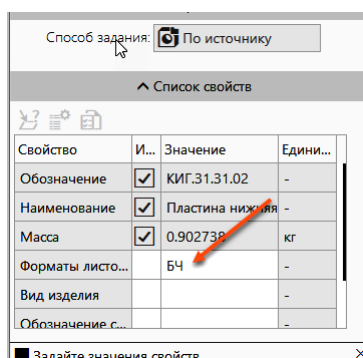 Способ задания: По источнику
Список свойств
Свойство И... Значение Едини...
Обозначение КИГ.31.31.02 -
Наименование Пластина нижняя -
Масса 0.902738 кг
Форматы листо... БЧ -
Вид изделия -
Обозначение с... -
Задайте значения свойств